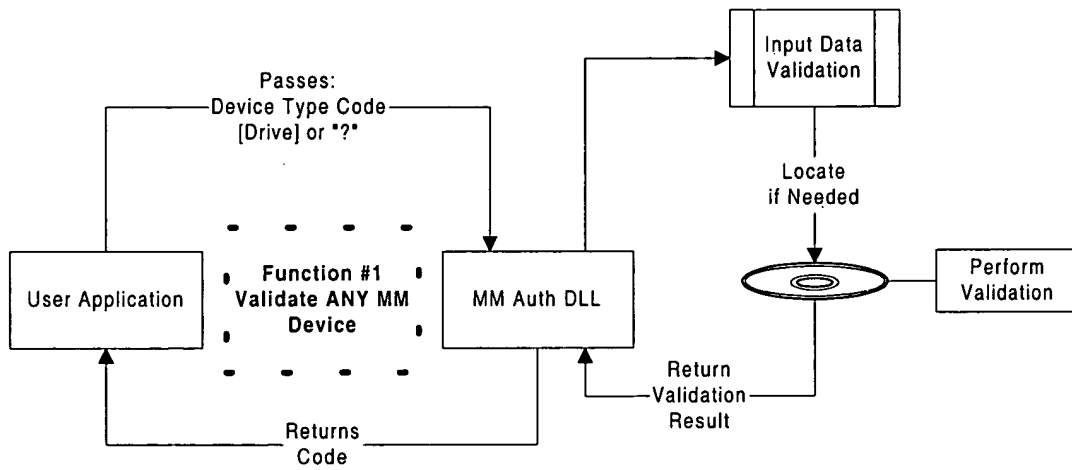 Input Data
Validation
Passes:
Device Type Code
[Drive] or "?"
Locate
if Needed
User Application
Function #1
Validate ANY MM
Device
MM Auth DLL
Perform
Validation
Return
Validation
Result
Returns
Code